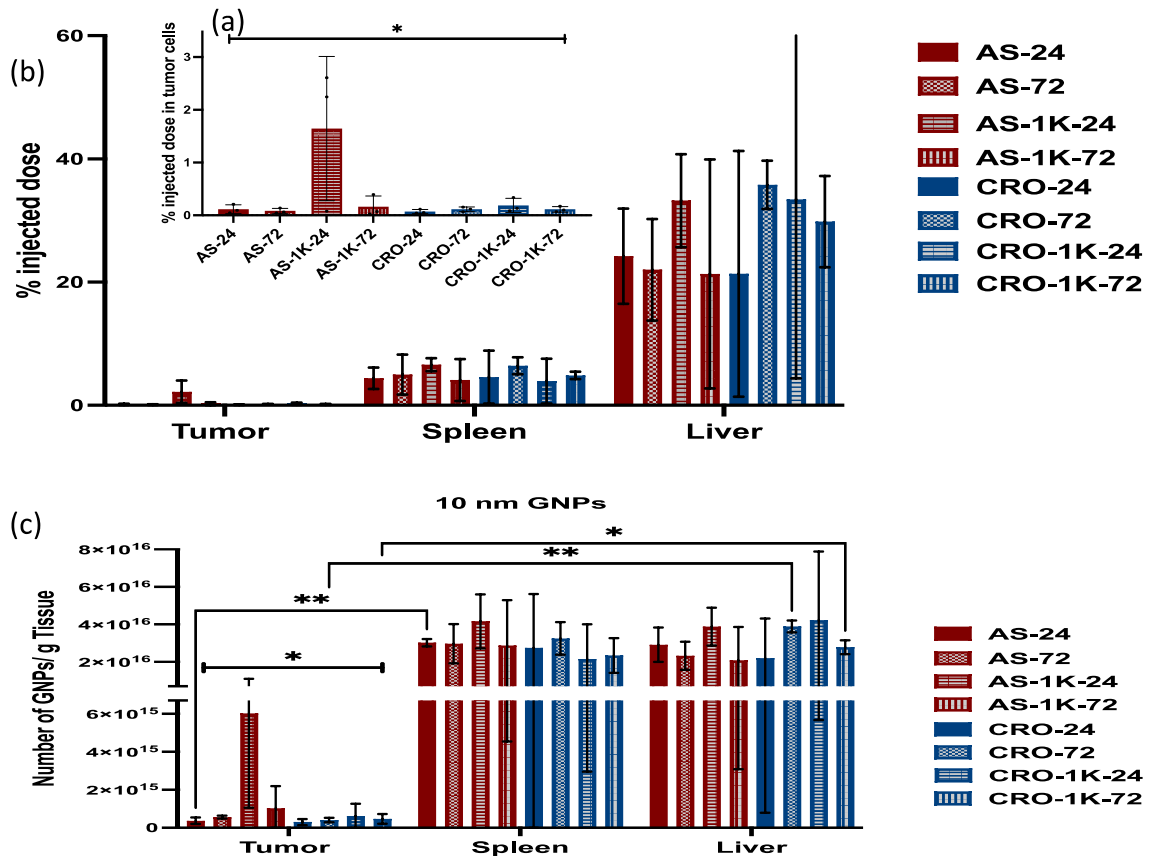 (a)
*
% injected dose in tumor cells
3
2
1
0
AS-24
AS-72
AS-1K-24
AS-1K-72
CRO-24
CRO-72
CRO-1K-24
CRO-1K-72
(b)
% injected dose
60
40
20
0
Tumor
Spleen
Liver
AS-24
AS-72
AS-1K-24
AS-1K-72
CRO-24
CRO-72
CRO-1K-24
CRO-1K-72
10 nm GNPs
(c)
Number of GNPs/ g Tissue
8×10¹⁶
6×10¹⁶
4×10¹⁶
2×10¹⁶
6×10¹⁵
4×10¹⁵
2×10¹⁵
0
*
**
**
*
Tumor
Spleen
Liver
AS-24
AS-72
AS-1K-24
AS-1K-72
CRO-24
CRO-72
CRO-1K-24
CRO-1K-72